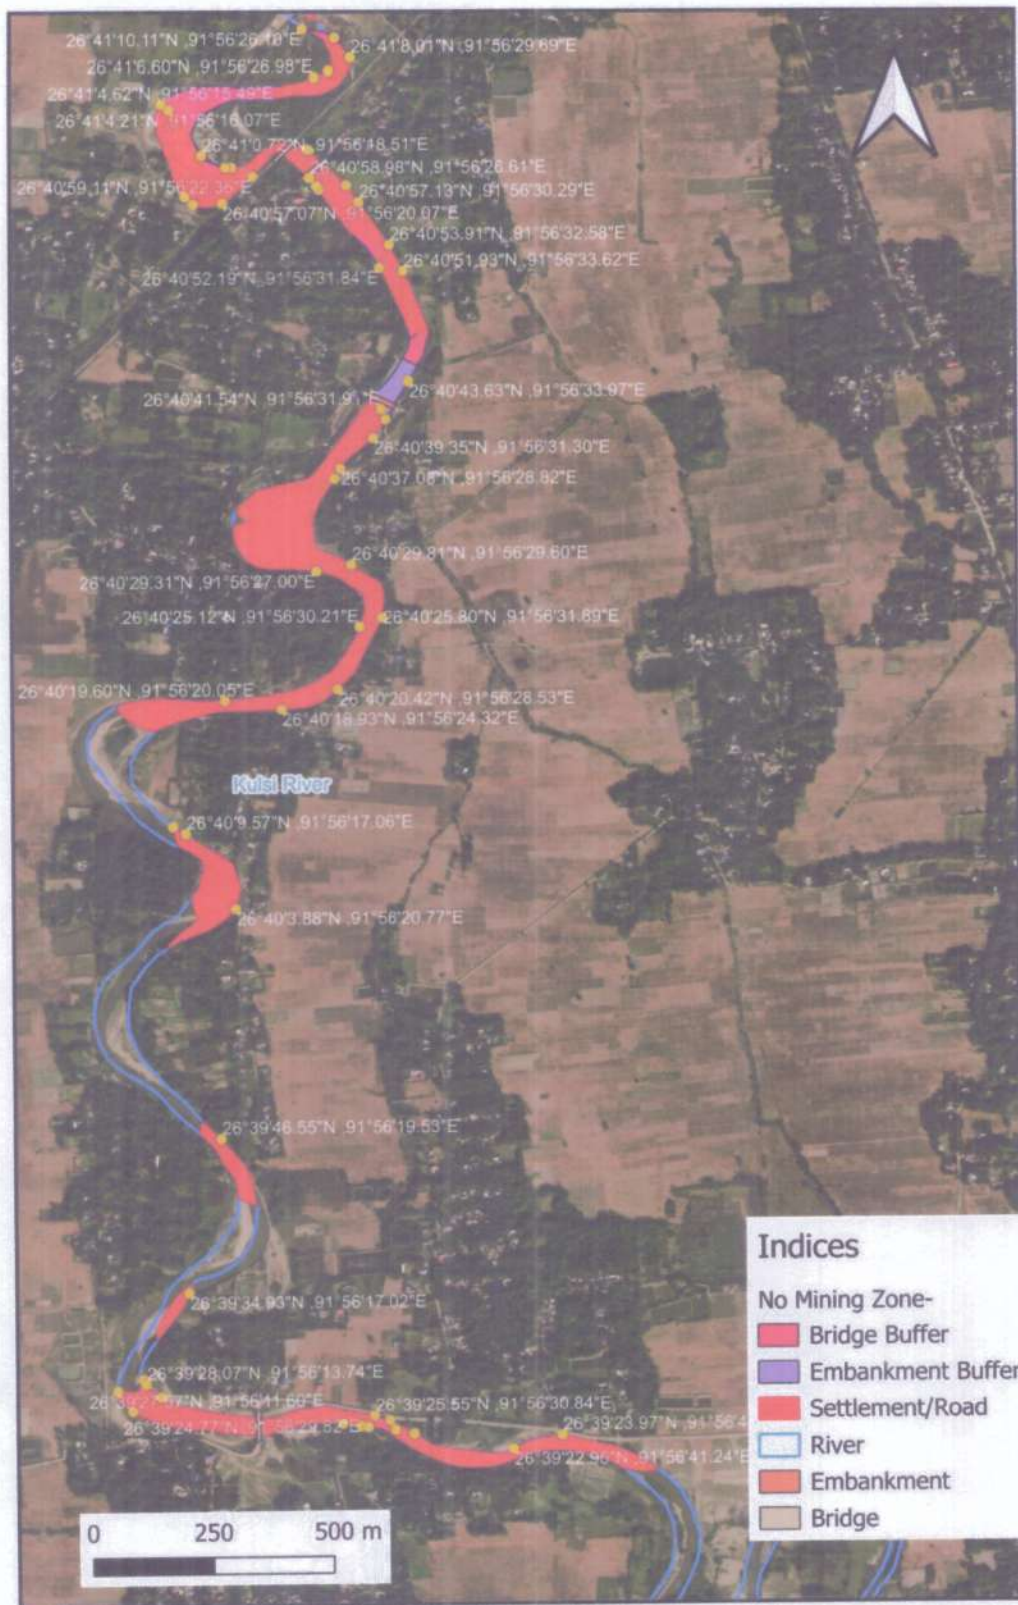 26°41'10.11"N ,91°56'26.18"E
26°41'8.01"N ,91°56'29.69"E
26°41'6.60"N ,91°56'26.98"E
26°41'4.62"N ,91°56'15.49"E
26°41'4.21"N ,91°56'16.07"E
26°41'0.72"N ,91°56'18.51"E
26°40'58.98"N ,91°56'26.61"E
26°40'59.11"N ,91°56'22.36"E
26°40'57.13"N ,91°56'30.29"E
26°40'57.07"N ,91°56'20.07"E
26°40'53.91"N ,91°56'32.58"E
26°40'51.93"N ,91°56'33.62"E
26°40'52.19"N ,91°56'31.84"E
26°40'43.63"N ,91°56'33.97"E
26°40'41.54"N ,91°56'31.91"E
26°40'39.35"N ,91°56'31.30"E
26°40'37.08"N ,91°56'28.82"E
26°40'29.81"N ,91°56'29.60"E
26°40'29.31"N ,91°56'27.00"E
26°40'25.12"N ,91°56'30.21"E
26°40'25.80"N ,91°56'31.89"E
26°40'19.60"N ,91°56'20.05"E
26°40'20.42"N ,91°56'28.53"E
26°40'18.93"N ,91°56'24.32"E
Kulsi River
26°40'9.57"N ,91°56'17.06"E
26°40'3.88"N ,91°56'20.77"E
26°39'46.55"N ,91°56'19.53"E
26°39'34.93"N ,91°56'17.02"E
26°39'28.07"N ,91°56'13.74"E
,91°56'11.60"E
26°39'25.55"N ,91°56'30.84"E
26°39'24.77"N ,91°56'29.82"E
26°39'23.97"N ,91°56'4
26°39'22.96"N ,91°56'41.24"E
Indices
No Mining Zone-
Bridge Buffer
Embankment Buffer
Settlement/Road
River
Embankment
Bridge
0 250 500 m